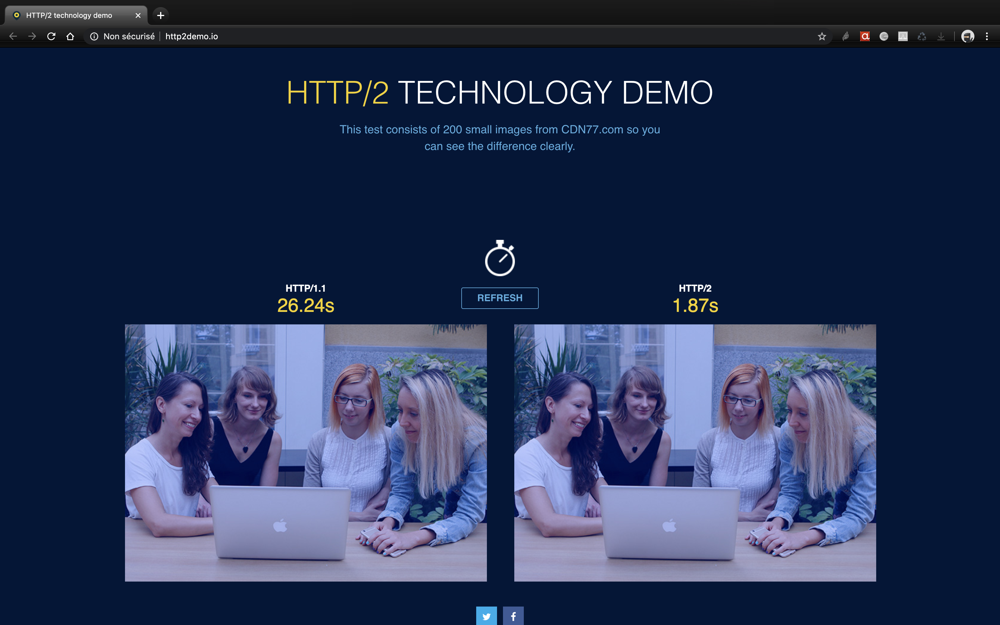 HTTP/2 technology demo
Non sécurisé http2demo.io
HTTP/2 TECHNOLOGY DEMO
This test consists of 200 small images from CDN77.com so you
can see the difference clearly.
HTTP/1.1
26.24s
REFRESH
HTTP/2
1.87s